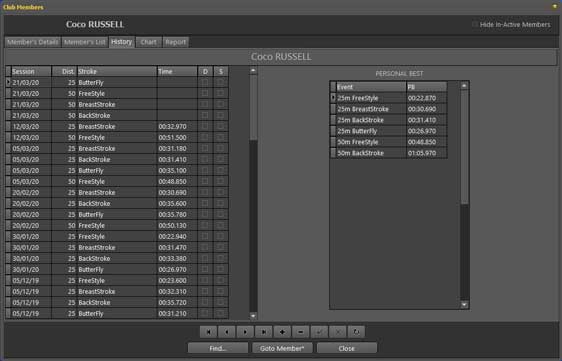 Club Members
Coco RUSSELL
Hide In-Active Members
Member's Details Member's List History Chart Report
Coco RUSSELL
Session Dist. Stroke Time D S
21/03/20 25 ButterFly
21/03/20 50 FreeStyle
21/03/20 50 BreastStroke
21/03/20 50 BackStroke
12/03/20 25 BreastStroke 00:32.970
12/03/20 50 FreeStyle 00:51.500
05/03/20 25 BreastStroke 00:31.180
05/03/20 25 BackStroke 00:31.410
05/03/20 25 ButterFly 00:35.100
05/03/20 50 FreeStyle 00:48.850
20/02/20 25 BreastStroke 00:30.690
20/02/20 25 BackStroke 00:35.600
20/02/20 25 ButterFly 00:35.780
20/02/20 50 FreeStyle 00:50.130
30/01/20 25 FreeStyle 00:22.940
30/01/20 25 BreastStroke 00:31.470
30/01/20 25 BackStroke 00:33.380
30/01/20 25 ButterFly 00:26.970
05/12/19 25 FreeStyle 00:23.600
05/12/19 25 BreastStroke 00:32.310
05/12/19 25 BackStroke 00:35.720
05/12/19 25 ButterFly 00:31.210
PERSONAL BEST
Event PB
25m FreeStyle 00:22.870
25m BreastStroke 00:30.690
25m BackStroke 00:31.410
25m ButterFly 00:26.970
50m FreeStyle 00:48.850
50m BackStroke 01:05.970
Find... Goto Member* Close